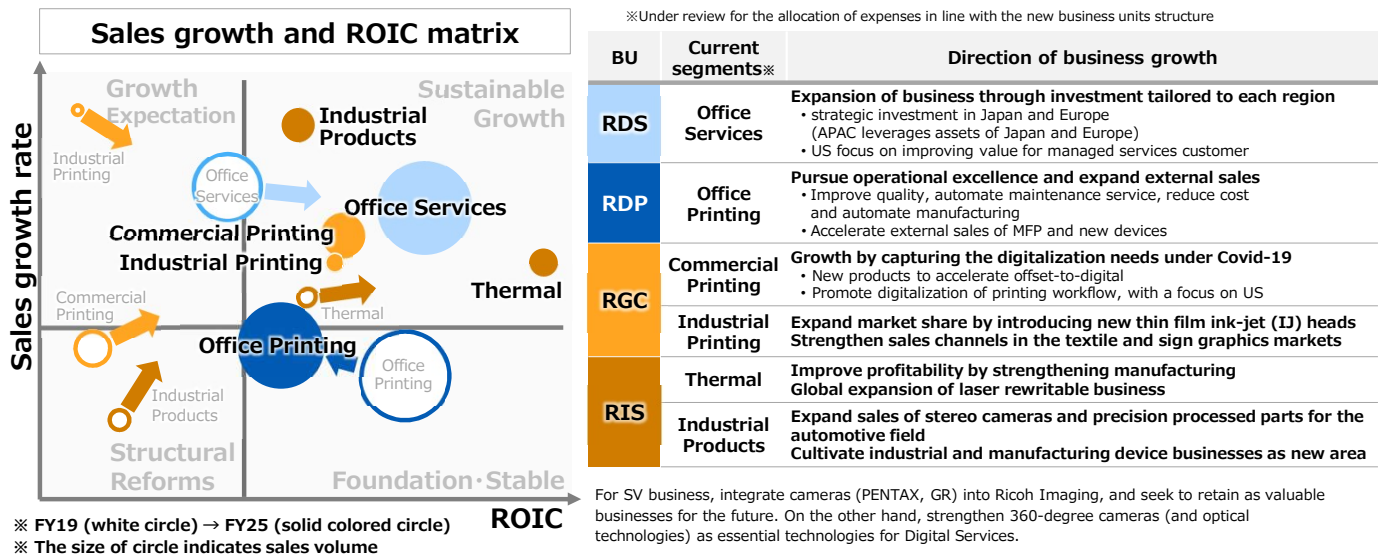 Sales growth and ROIC matrix
Sales growth rate
Growth
Expectation
Sustainable
Growth
Industrial
Printing
Industrial
Products
Office
Services
Office Services
Commercial Printing
Industrial Printing
Thermal
Commercial
Printing
Thermal
Office Printing
Office
Printing
Industrial
Products
Structural
Reforms
Foundation・Stable
ROIC
※ FY19 (white circle) → FY25 (solid colored circle)
※ The size of circle indicates sales volume
※Under review for the allocation of expenses in line with the new business units structure
BU
Current
segments※
Direction of business growth
RDS
Office
Services
Expansion of business through investment tailored to each region
・strategic investment in Japan and Europe
(APAC leverages assets of Japan and Europe)
・US focus on improving value for managed services customer
RDP
Office
Printing
Pursue operational excellence and expand external sales
・Improve quality, automate maintenance service, reduce cost
and automate manufacturing
・Accelerate external sales of MFP and new devices
RGC
Commercial
Printing
Growth by capturing the digitalization needs under Covid-19
・New products to accelerate offset-to-digital
・Promote digitalization of printing workflow, with a focus on US
Industrial
Printing
Expand market share by introducing new thin film ink-jet (IJ) heads
Strengthen sales channels in the textile and sign graphics markets
RIS
Thermal
Improve profitability by strengthening manufacturing
Global expansion of laser rewritable business
Industrial
Products
Expand sales of stereo cameras and precision processed parts for the
automotive field
Cultivate industrial and manufacturing device businesses as new area
For SV business, integrate cameras (PENTAX, GR) into Ricoh Imaging, and seek to retain as valuable
businesses for the future. On the other hand, strengthen 360-degree cameras (and optical
technologies) as essential technologies for Digital Services.